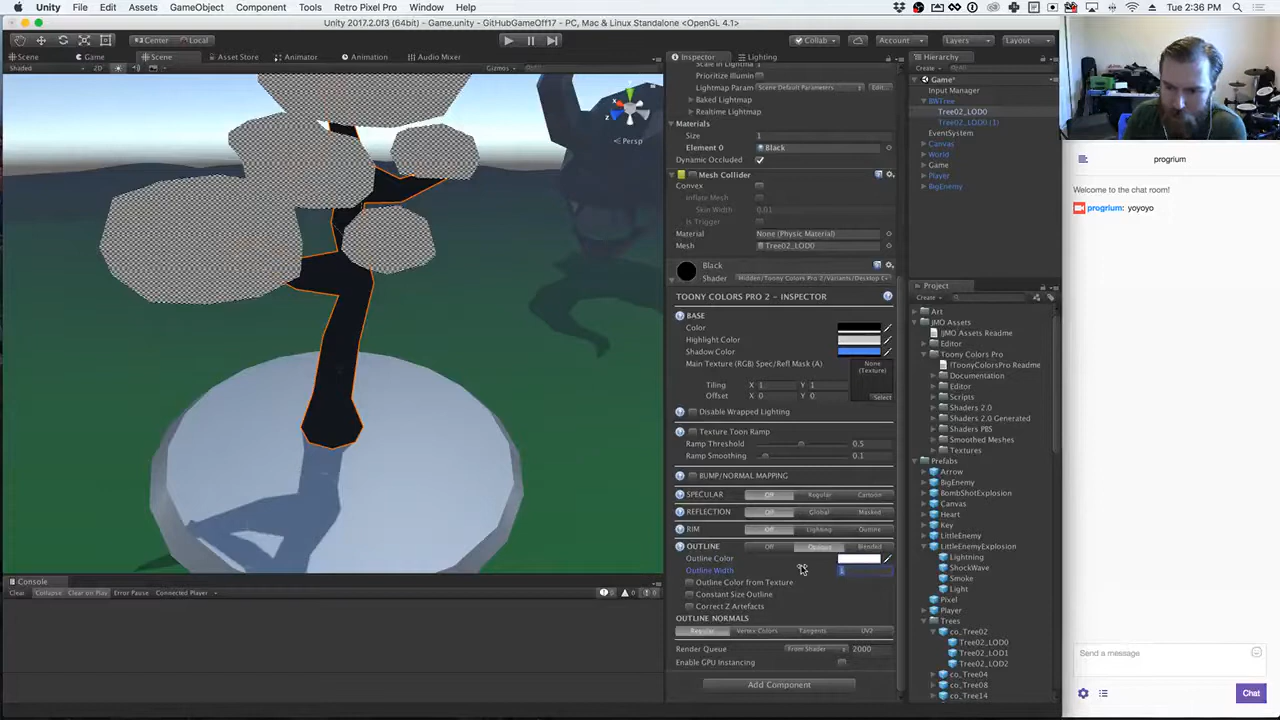 Unity File Edit Assets GameObject Component Tools Retro Pixel Pro Window Help
Tue 2:36 PM
Unity 2017.2.0f3 (64bit) - Game.unity - GitHubGameOff17 - PC, Mac & Linux Standalone <OpenGL 4.1>
Center Local
Collab Account Layers Layout
Scene Game Scene Asset Store Animator Animation Audio Mixer
Shaded 2D Gizmos All
Persp
Inspector Lighting
Prioritize Illumin
Lightmap Param Scene Default Parameters Edit...
Baked Lightmap
Realtime Lightmap
Materials
Size 1
Element 0 Black
Dynamic Occluded
Mesh Collider
Convex
Inflate Mesh
Skin Width 0.01
Is Trigger
Material None (Physic Material)
Mesh Tree02_LOD0
Black
Shader Hidden/Toony Colors Pro 2/Variants/Desktop
TOONY COLORS PRO 2 - INSPECTOR
BASE
Color
Highlight Color
Shadow Color
Main Texture (RGB) Spec/Refl Mask (A)
None (Texture)
Tiling X 1 Y 1
Offset X 0 Y 0
Select
Disable Wrapped Lighting
Texture Toon Ramp
Ramp Threshold 0.5
Ramp Smoothing 0.1
BUMP/NORMAL MAPPING
SPECULAR Off Regular Cartoon
REFLECTION Off Global Masked
RIM Off Lighting Outline
OUTLINE Off Opaque Blended
Outline Color
Outline Width
Outline Color from Texture
Constant Size Outline
Correct Z Artefacts
OUTLINE NORMALS
Regular Vertex Colors Tangents UV2
Render Queue From Shader 2000
Enable GPU Instancing
Add Component
Hierarchy
Create
Game*
Input Manager
BWTree
Tree02_LOD0
Tree02_LOD0 (1)
EventSystem
Canvas
World
Game
Player
BigEnemy
Project
Create
Art
JMO Assets
!JMO Assets Readme
Editor
Toony Colors Pro
!ToonyColorsPro Readme
Documentation
Editor
Scripts
Shaders 2.0
Shaders 2.0 Generated
Shaders PBS
Smoothed Meshes
Textures
Prefabs
Arrow
BigEnemy
BombShotExplosion
Canvas
Heart
Key
LittleEnemy
LittleEnemyExplosion
Lightning
ShockWave
Smoke
Light
Pixel
Player
Trees
co_Tree02
Tree02_LOD0
Tree02_LOD1
Tree02_LOD2
co_Tree04
co_Tree08
co_Tree14
Console
Clear Collapse Clear on Play Error Pause Connected Player
0 0 0
progrium
Welcome to the chat room!
progrium: yoyoyo
Send a message
Chat